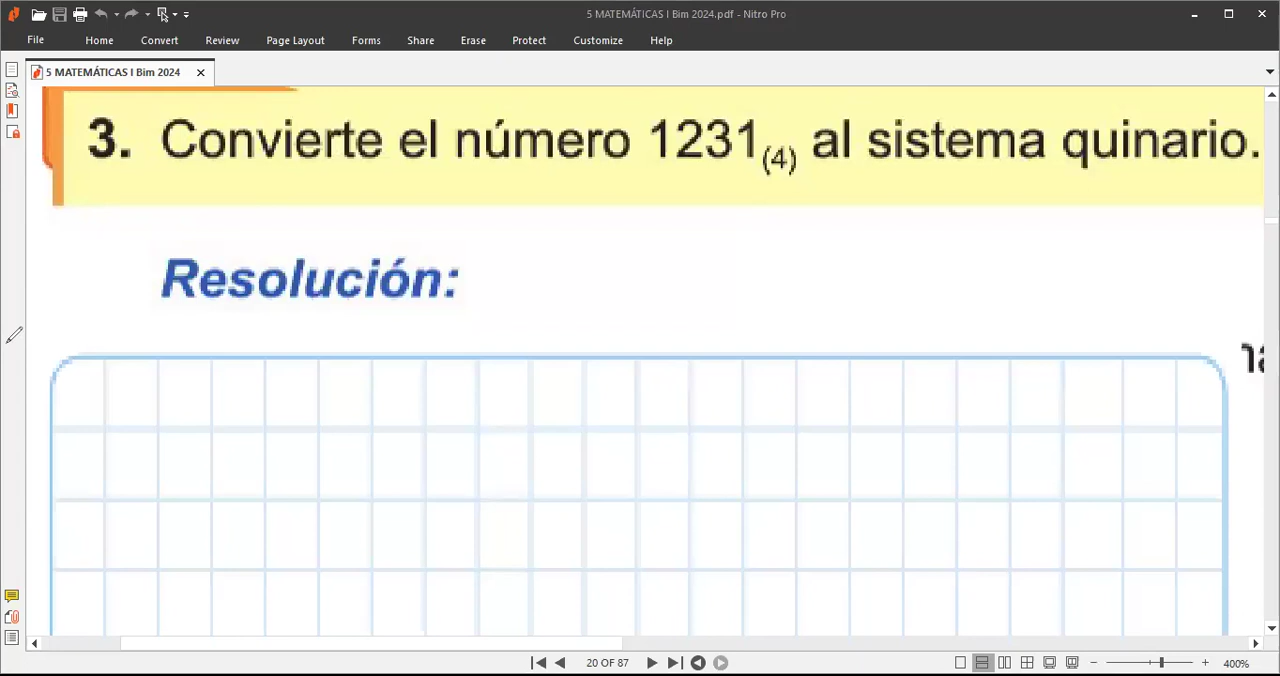 5 MATEMÁTICAS I Bim 2024.pdf - Nitro Pro
File Home Convert Review Page Layout Forms Share Erase Protect Customize Help
5 MATEMÁTICAS I Bim 2024
3. Convierte el número 1231(4) al sistema quinario.
Resolución:
20 OF 87
400%